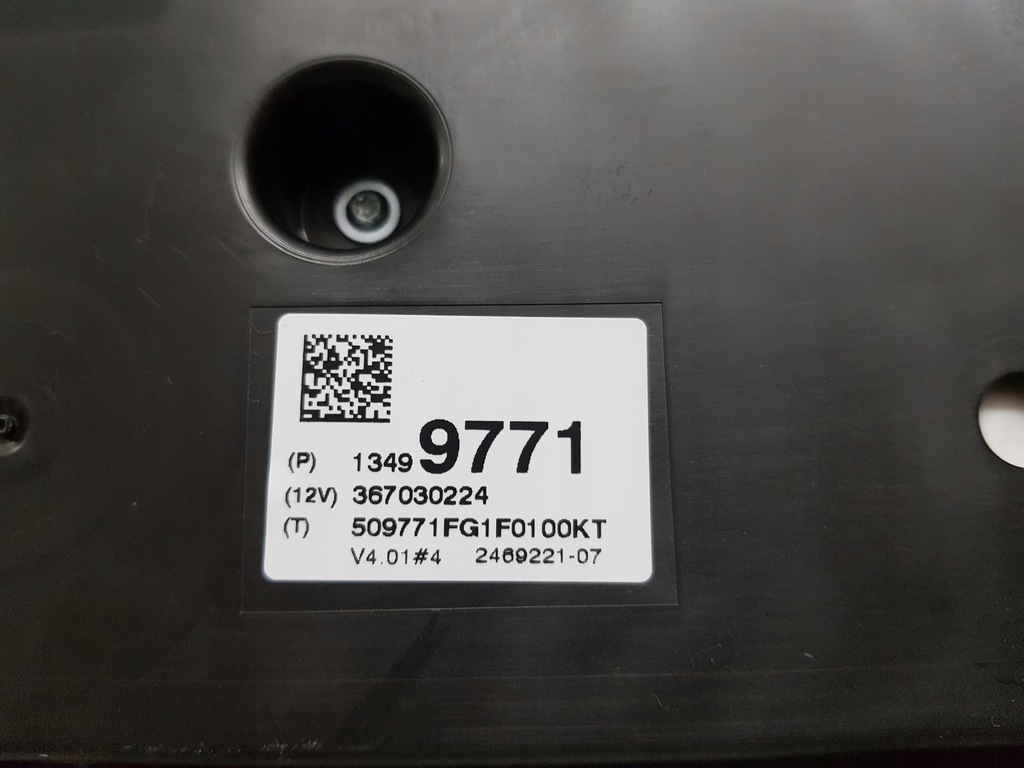 (P) 1349 9771
(12V) 367030224
(T) 509771FG1F0100KT
V4.01#4 2469221-07